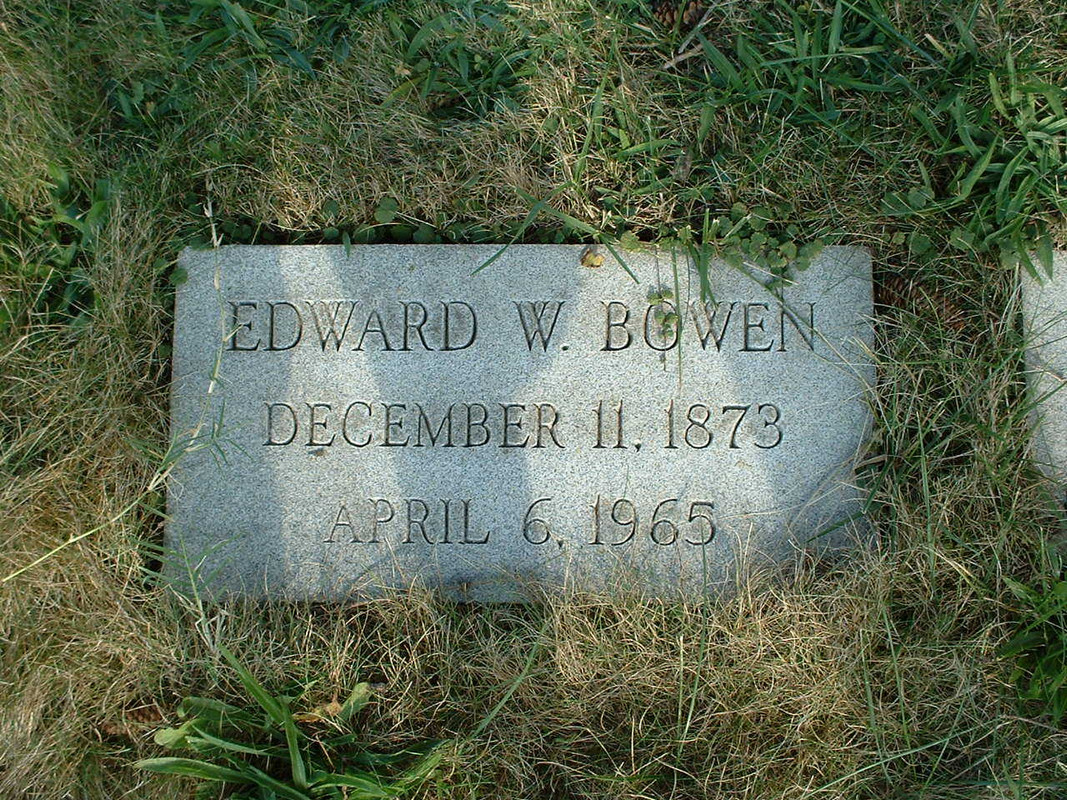 EDWARD W. BOWEN
DECEMBER 11, 1873
APRIL 6, 1965